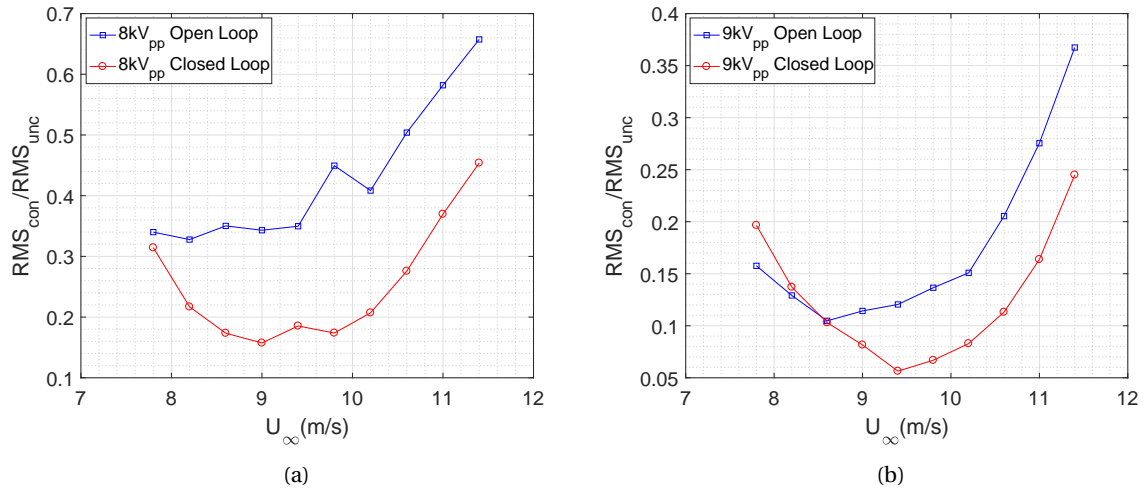 8kVpp Open Loop
8kVpp Closed Loop
0.7
0.6
0.5
0.4
0.3
0.2
0.1
RMScon/RMSunc
7 8 9 10 11 12
U∞(m/s)
(a)
9kVpp Open Loop
9kVpp Closed Loop
0.4
0.35
0.3
0.25
0.2
0.15
0.1
0.05
RMScon/RMSunc
7 8 9 10 11 12
U∞(m/s)
(b)